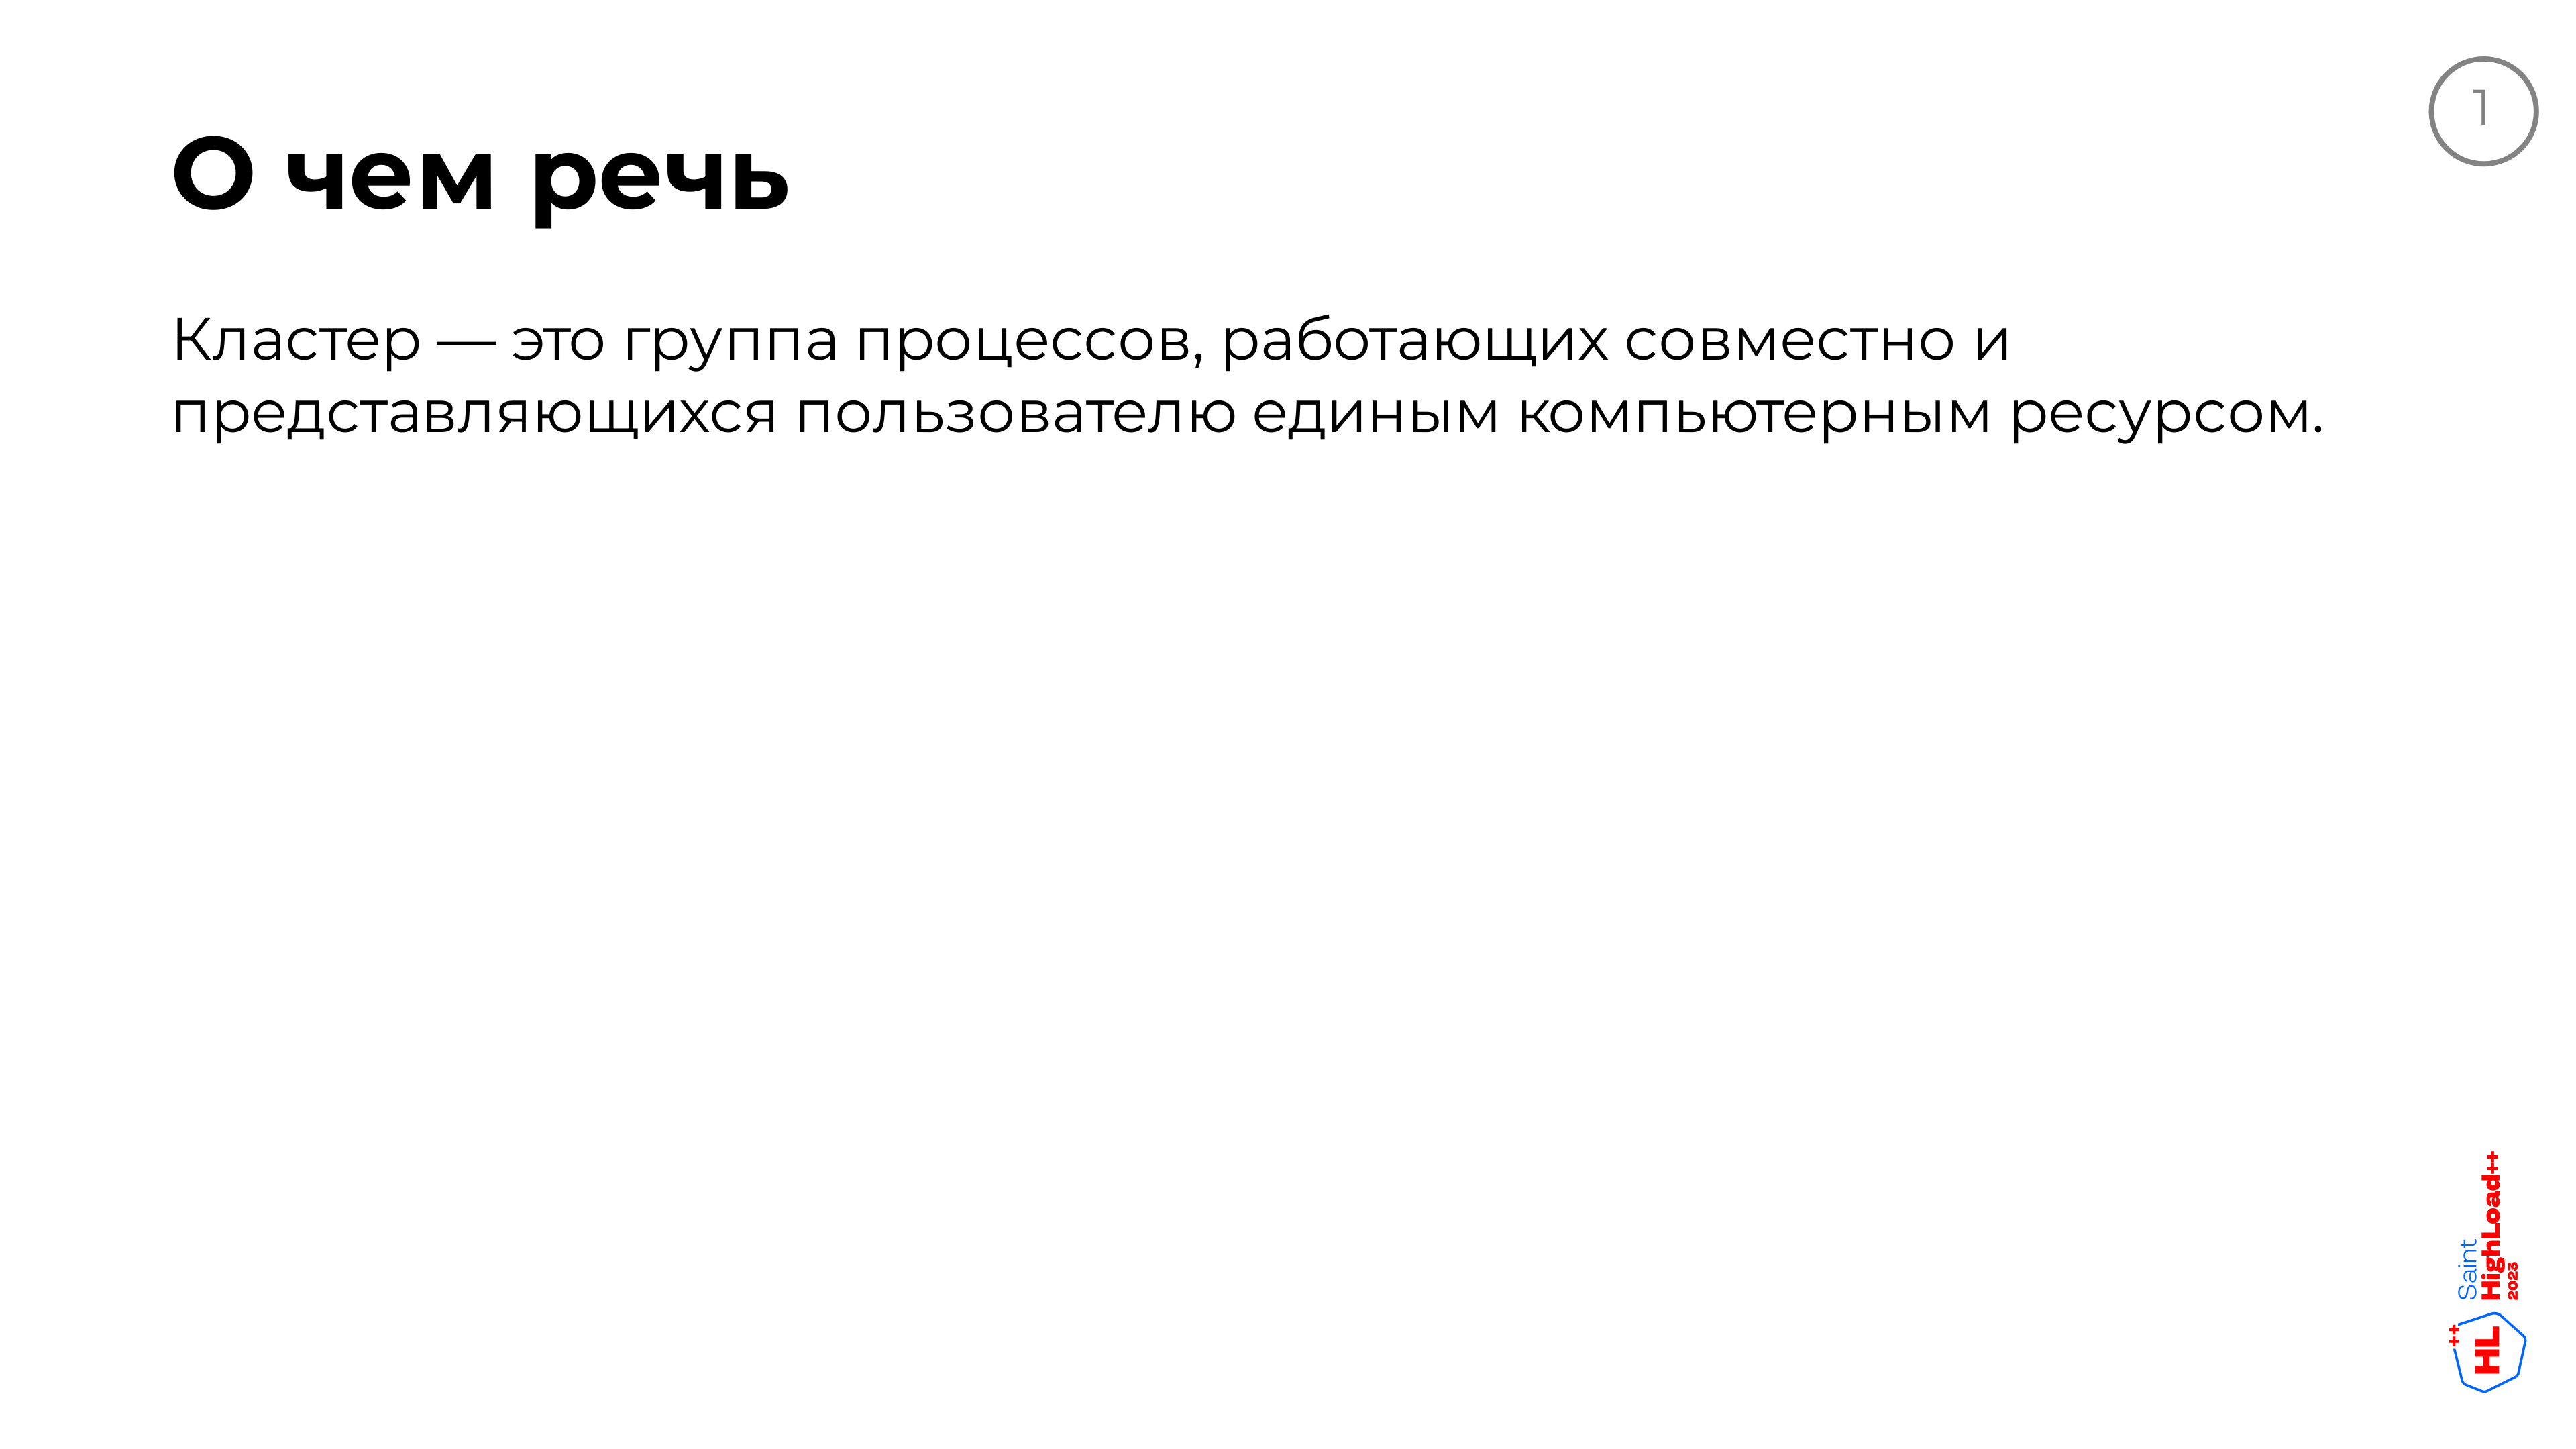 1
О чем речь
Кластер — это группа процессов, работающих совместно и
представляющихся пользователю единым компьютерным ресурсом.
Saint
HighLoad++
2023
HL++